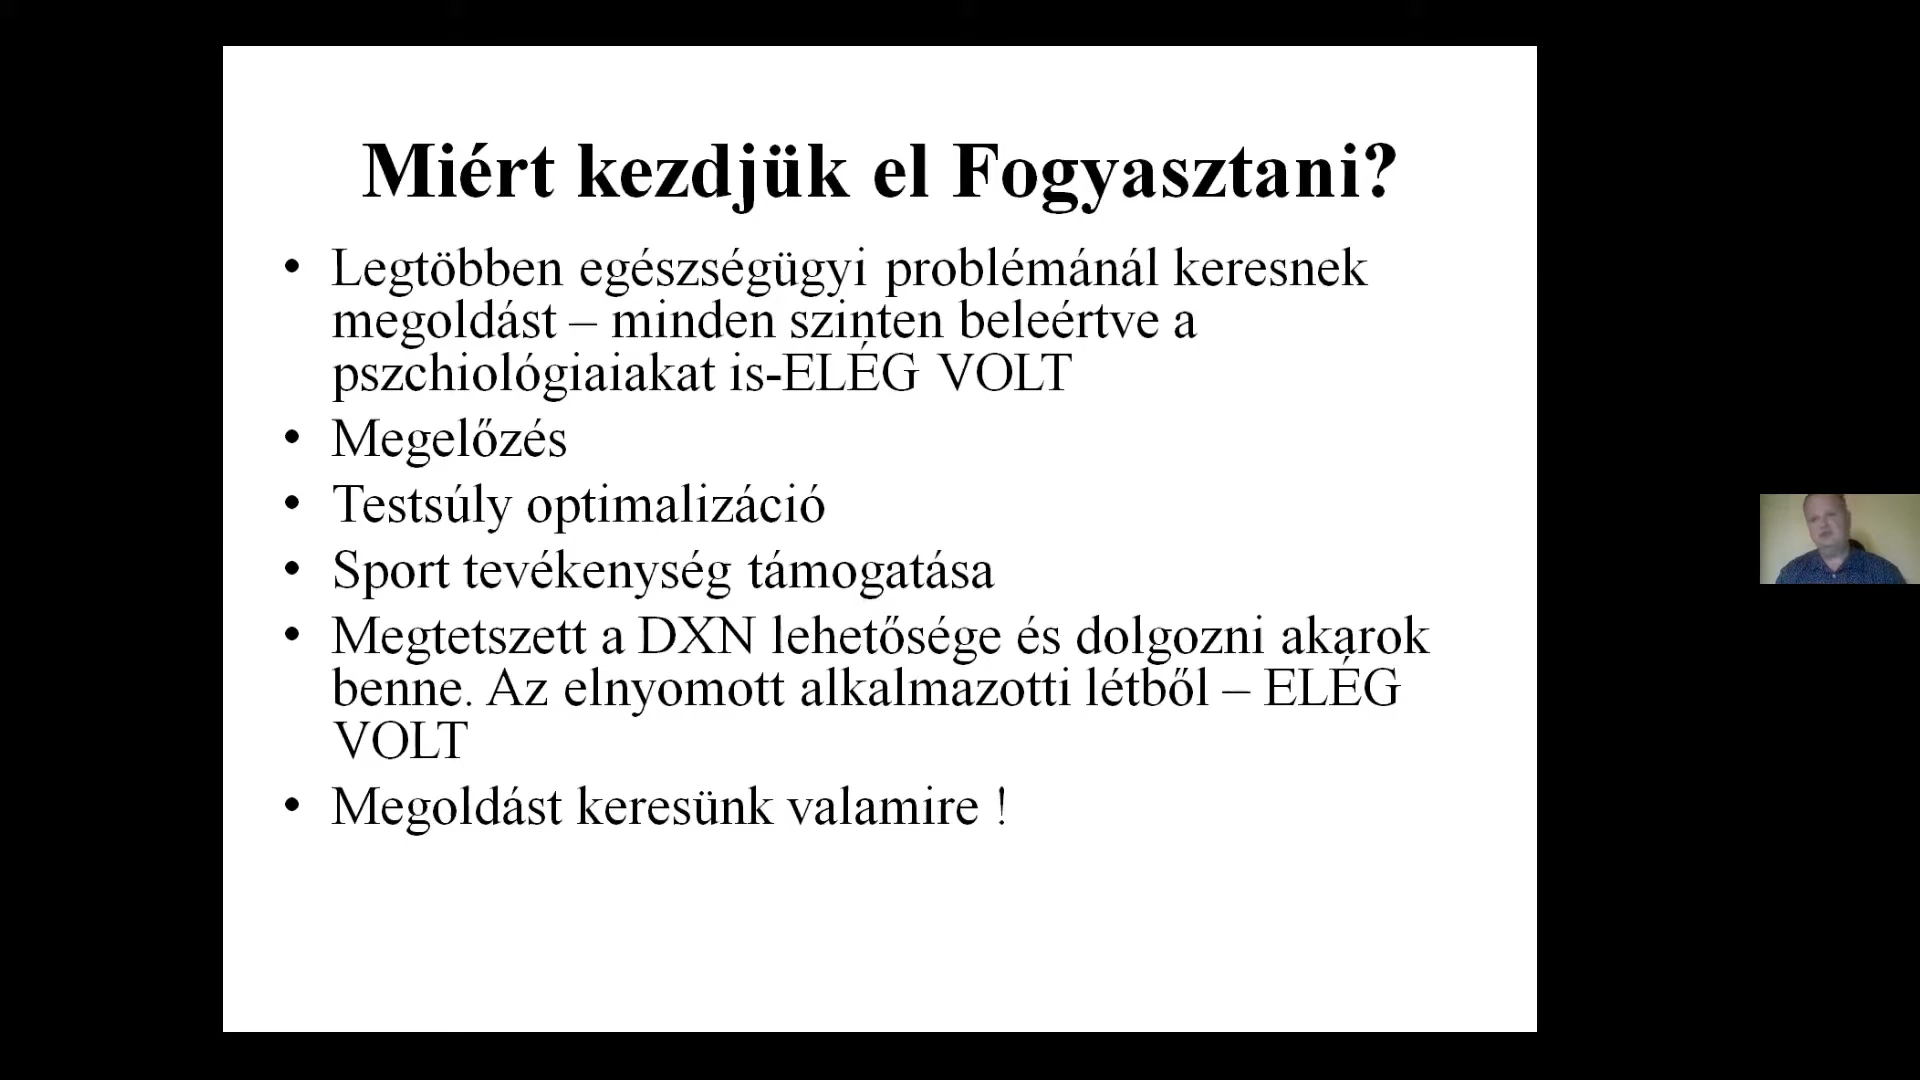 Miért kezdjük el Fogyasztani?
• Legtöbben egészségügyi problémánál keresnek
megoldást – minden szinten beleértve a
pszchiológiaiakat is-ELÉG VOLT
• Megelőzés
• Testsúly optimalizáció
• Sport tevékenység támogatása
• Megtetszett a DXN lehetősége és dolgozni akarok
benne. Az elnyomott alkalmazotti létből – ELÉG
VOLT
• Megoldást keresünk valamire !